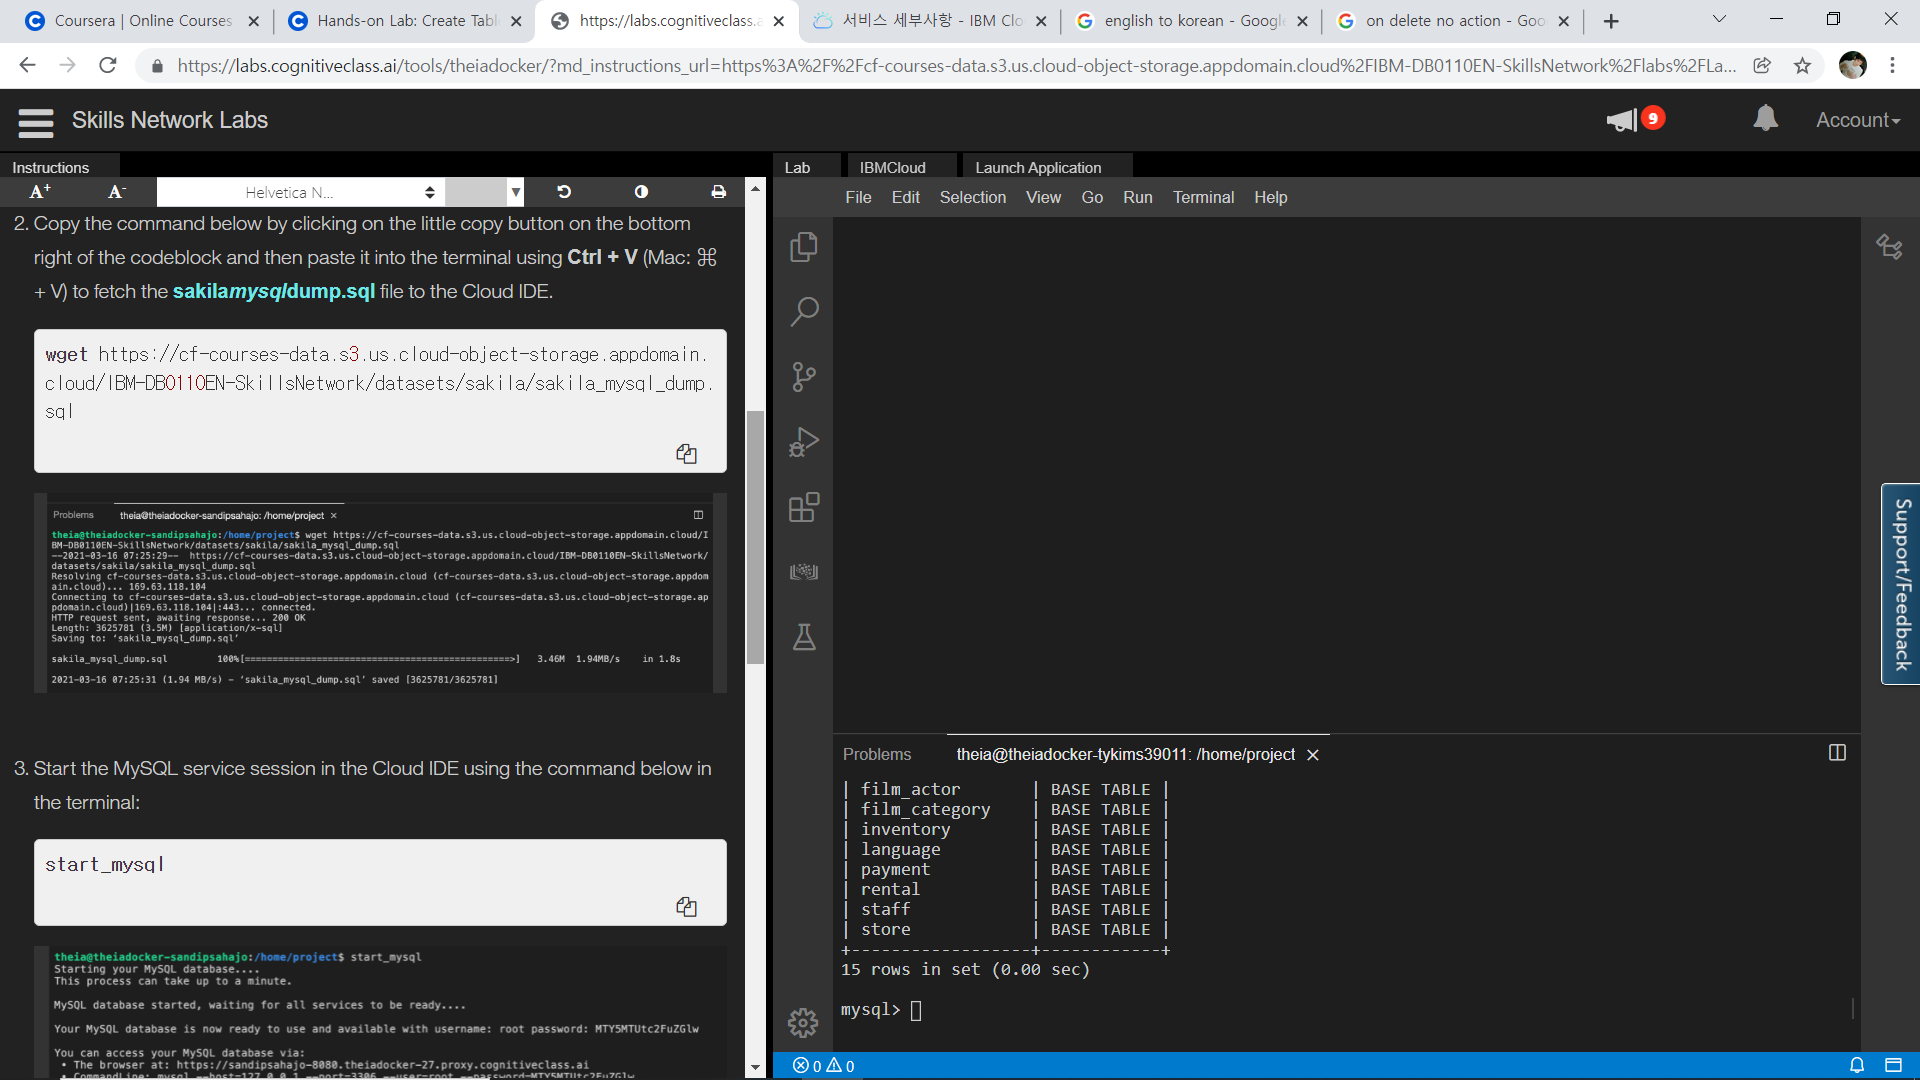 Coursera | Online Courses
Hands-on Lab: Create Tabl
https://labs.cognitiveclass.a
서비스 세부사항 - IBM Clo
english to korean - Google
on delete no action - Goo
https://labs.cognitiveclass.ai/tools/theiadocker/?md_instructions_url=https%3A%2F%2Fcf-courses-data.s3.us.cloud-object-storage.appdomain.cloud%2FIBM-DB0110EN-SkillsNetwork%2Flabs%2FLa...
Skills Network Labs
9
Account
Instructions
A+
A-
Helvetica N...
2. Copy the command below by clicking on the little copy button on the bottom
right of the codeblock and then paste it into the terminal using Ctrl + V (Mac: ⌘
+ V) to fetch the sakilamysqldump.sql file to the Cloud IDE.
wget https://cf-courses-data.s3.us.cloud-object-storage.appdomain.
cloud/IBM-DB0110EN-SkillsNetwork/datasets/sakila/sakila_mysql_dump.
sql
Problems theia@theiadocker-sandipsahajo: /home/project ×
theia@theiadocker-sandipsahajo:/home/project$ wget https://cf-courses-data.s3.us.cloud-object-storage.appdomain.cloud/I
BM-DB0110EN-SkillsNetwork/datasets/sakila/sakila_mysql_dump.sql
--2021-03-16 07:25:29-- https://cf-courses-data.s3.us.cloud-object-storage.appdomain.cloud/IBM-DB0110EN-SkillsNetwork/
datasets/sakila/sakila_mysql_dump.sql
Resolving cf-courses-data.s3.us.cloud-object-storage.appdomain.cloud (cf-courses-data.s3.us.cloud-object-storage.appdom
ain.cloud)... 169.63.118.104
Connecting to cf-courses-data.s3.us.cloud-object-storage.appdomain.cloud (cf-courses-data.s3.us.cloud-object-storage.ap
pdomain.cloud)|169.63.118.104|:443... connected.
HTTP request sent, awaiting response... 200 OK
Length: 3625781 (3.5M) [application/x-sql]
Saving to: ‘sakila_mysql_dump.sql’
sakila_mysql_dump.sql 100%[================================================>] 3.46M 1.94MB/s in 1.8s
2021-03-16 07:25:31 (1.94 MB/s) - ‘sakila_mysql_dump.sql’ saved [3625781/3625781]
3. Start the MySQL service session in the Cloud IDE using the command below in
the terminal:
start_mysql
theia@theiadocker-sandipsahajo:/home/project$ start_mysql
Starting your MySQL database....
This process can take up to a minute.
MySQL database started, waiting for all services to be ready....
Your MySQL database is now ready to use and available with username: root password: MTY5MTUtc2FuZGlw
You can access your MySQL database via:
• The browser at: https://sandipsahajo-8080.theiadocker-27.proxy.cognitiveclass.ai
• CommandLine: mysql --host=127.0.0.1 --port=3306 --user=root --password=MTY5MTUtc2FuZGlw
Lab
IBMCloud
Launch Application
File Edit Selection View Go Run Terminal Help
Support/Feedback
Problems
theia@theiadocker-tykims39011: /home/project ×
| film_actor | BASE TABLE |
| film_category | BASE TABLE |
| inventory | BASE TABLE |
| language | BASE TABLE |
| payment | BASE TABLE |
| rental | BASE TABLE |
| staff | BASE TABLE |
| store | BASE TABLE |
+------------------+------------+
15 rows in set (0.00 sec)
mysql>
0 0